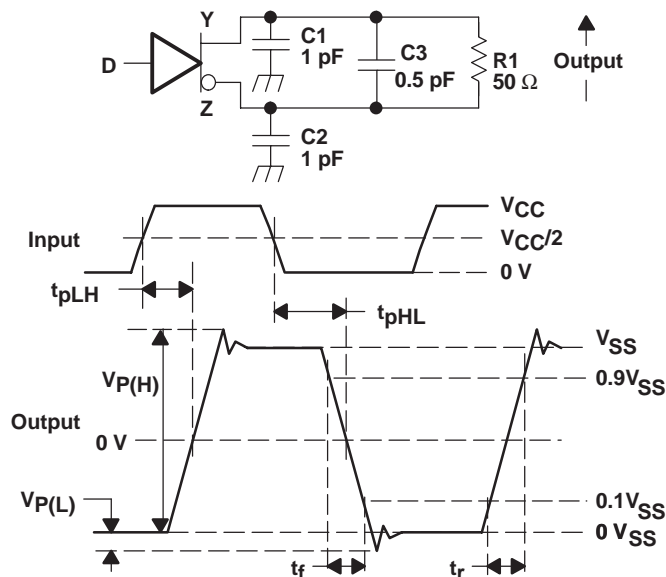 Y
D
Z
C1
1 pF
C2
1 pF
C3
0.5 pF
R1
50 Ω
Output
Input
VCC
VCC/2
0 V
tpLH
tpHL
VP(H)
Output
0 V
VP(L)
VSS
0.9VSS
0.1VSS
0 VSS
tf
tr